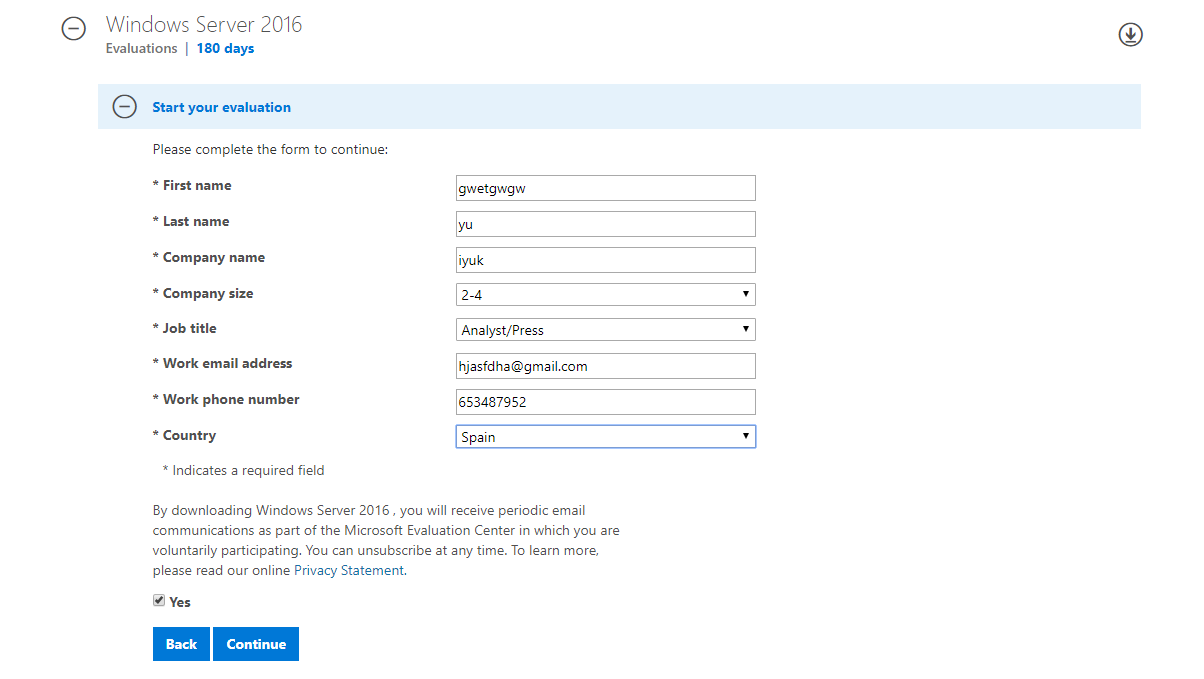 Windows Server 2016
Evaluations | 180 days
Start your evaluation
Please complete the form to continue:
* First name gwetgwgw
* Last name yu
* Company name iyuk
* Company size 2-4
* Job title Analyst/Press
* Work email address hjasfdha@gmail.com
* Work phone number 653487952
* Country Spain
* Indicates a required field
By downloading Windows Server 2016 , you will receive periodic email
communications as part of the Microsoft Evaluation Center in which you are
voluntarily participating. You can unsubscribe at any time. To learn more,
please read our online Privacy Statement.
Yes
Back Continue